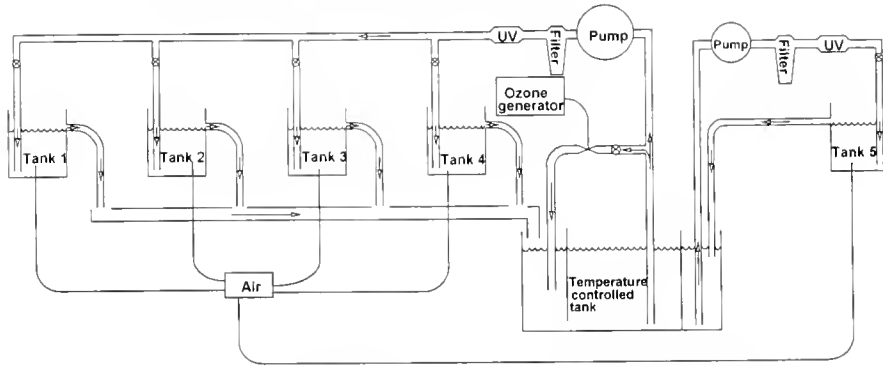 UV
Filter
Pump
Pump
Filter
UV
Ozone
generator
Tank 1
Tank 2
Tank 3
Tank 4
Tank 5
Air
Temperature
controlled
tank